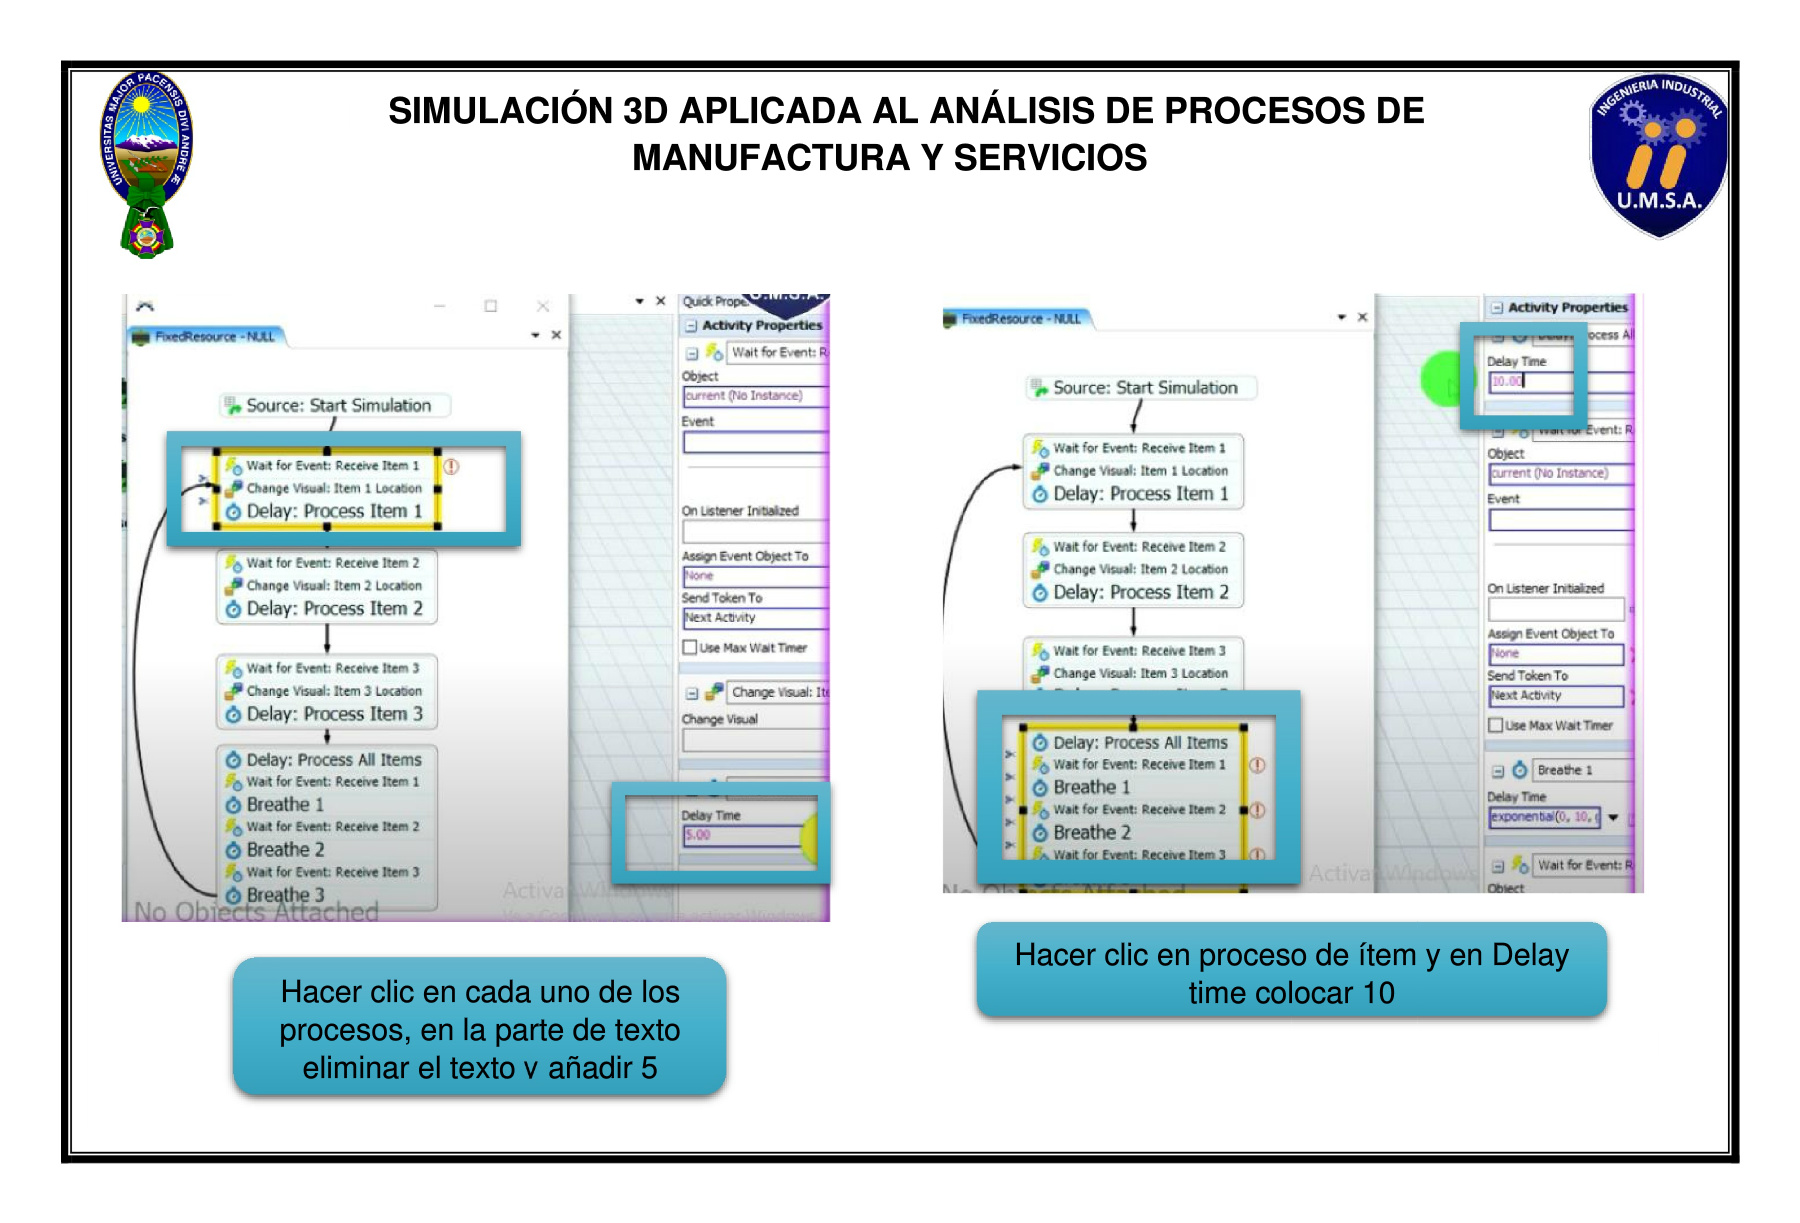 UNIVERSITAS MAJOR PACENSIS DIVI ANDRE Æ
SIMULACIÓN 3D APLICADA AL ANÁLISIS DE PROCESOS DE
MANUFACTURA Y SERVICIOS
INGENIERIA INDUSTRIAL
U.M.S.A.
FixedResource - NULL
Source: Start Simulation
Wait for Event: Receive Item 1
Change Visual: Item 1 Location
Delay: Process Item 1
Wait for Event: Receive Item 2
Change Visual: Item 2 Location
Delay: Process Item 2
Wait for Event: Receive Item 3
Change Visual: Item 3 Location
Delay: Process Item 3
Delay: Process All Items
Wait for Event: Receive Item 1
Breathe 1
Wait for Event: Receive Item 2
Breathe 2
Wait for Event: Receive Item 3
Breathe 3
No Objects Attached
Quick Prope
U.M.S.A.
Activity Properties
Wait for Event: R
Object
current (No Instance)
Event
On Listener Initialized
Assign Event Object To
None
Send Token To
Next Activity
Use Max Wait Timer
Change Visual: Ite
Change Visual
Delay Time
5.00
Activa Windows
FixedResource - NULL
Source: Start Simulation
Wait for Event: Receive Item 1
Change Visual: Item 1 Location
Delay: Process Item 1
Wait for Event: Receive Item 2
Change Visual: Item 2 Location
Delay: Process Item 2
Wait for Event: Receive Item 3
Change Visual: Item 3 Location
Delay: Process All Items
Wait for Event: Receive Item 1
Breathe 1
Wait for Event: Receive Item 2
Breathe 2
Wait for Event: Receive Item 3
No Objects Attached
Activity Properties
ocess All
Delay Time
10.00
Wait for Event: R
Object
current (No Instance)
Event
On Listener Initialized
Assign Event Object To
None
Send Token To
Next Activity
Use Max Wait Timer
Breathe 1
Delay Time
exponential(0, 10,
Wait for Event: R
Object
Activa Windows
Hacer clic en cada uno de los
procesos, en la parte de texto
eliminar el texto y añadir 5
Hacer clic en proceso de ítem y en Delay
time colocar 10